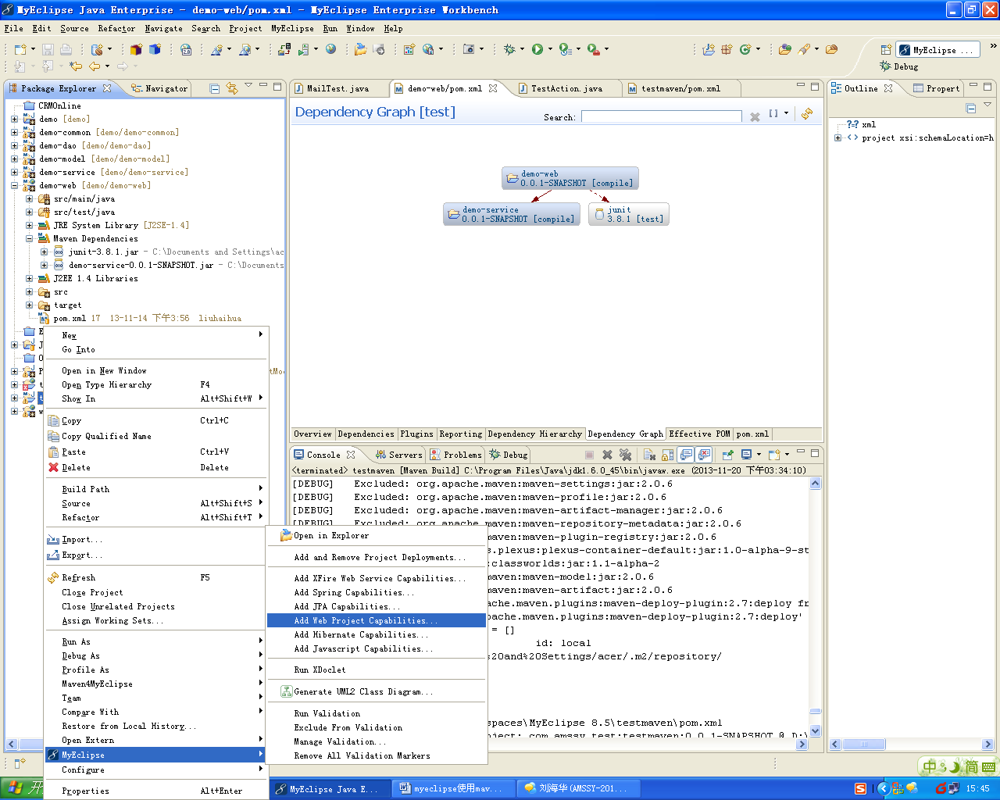 MyEclipse Java Enterprise - demo-web/pom.xml - MyEclipse Enterprise Workbench
File Edit Source Refactor Navigate Search Project MyEclipse Run Window Help
MyEclipse ...
Debug
Package Explorer Navigator
MailTest.java demo-web/pom.xml TestAction.java testmaven/pom.xml
Outline Propert
CRMOnline
demo [demo]
demo-common [demo/demo-common]
demo-dao [demo/demo-dao]
demo-model [demo/demo-model]
demo-service [demo/demo-service]
demo-web [demo/demo-web]
src/main/java
src/test/java
JRE System Library [J2SE-1.4]
Maven Dependencies
junit-3.8.1.jar - C:\Documents and Settings\ac
demo-service-0.0.1-SNAPSHOT.jar - C:\Documents
J2EE 1.4 Libraries
src
target
pom.xml 17 13-11-14 下午3:56 liuhaihua
Dependency Graph [test]
Search:
demo-web
0.0.1-SNAPSHOT [compile]
demo-service
0.0.1-SNAPSHOT [compile]
junit
3.8.1 [test]
xml
project xsi:schemaLocation=h
New
Go Into
Open in New Window
Open Type Hierarchy F4
Show In Alt+Shift+W
Copy Ctrl+C
Copy Qualified Name
Paste Ctrl+V
Delete Delete
Build Path
Source Alt+Shift+S
Refactor Alt+Shift+T
Import...
Export...
Refresh F5
Close Project
Close Unrelated Projects
Assign Working Sets...
Run As
Debug As
Profile As
Maven4MyEclipse
Team
Compare With
Restore from Local History...
Open Extern
MyEclipse
Configure
Properties Alt+Enter
Open in Explorer
Add and Remove Project Deployments...
Add XFire Web Service Capabilities...
Add Spring Capabilities...
Add JPA Capabilities...
Add Web Project Capabilities...
Add Hibernate Capabilities...
Add Javascript Capabilities...
Run XDoclet
Generate UML2 Class Diagram...
Run Validation
Exclude From Validation
Manage Validation...
Remove All Validation Markers
Overview Dependencies Plugins Reporting Dependency Hierarchy Dependency Graph Effective POM pom.xml
Console Servers Problems Debug
<terminated> testmaven [Maven Build] C:\Program Files\Java\jdk1.6.0_45\bin\javaw.exe (2013-11-20 下午03:34:10)
[DEBUG] Excluded: org.apache.maven:maven-settings:jar:2.0.6
[DEBUG] Excluded: org.apache.maven:maven-profile:jar:2.0.6
[DEBUG] Excluded: org.apache.maven:maven-artifact-manager:jar:2.0.6
[DEBUG] Excluded: org.apache.maven:maven-repository-metadata:jar:2.0.6
.maven:maven-plugin-registry:jar:2.0.6
s.plexus:plexus-container-default:jar:1.0-alpha-9-st
:classworlds:jar:1.1-alpha-2
.maven:maven-model:jar:2.0.6
.maven:maven-artifact:jar:2.0.6
ache.maven.plugins:maven-deploy-plugin:2.7:deploy fr
ache.maven.plugins:maven-deploy-plugin:2.7:deploy'
= []
id: local
%20and%20Settings/acer/.m2/repository/
spaces\MyEclipse 8.5\testmaven\pom.xml
oject: com.amssy.test:testmaven:0.0.1-SNAPSHOT @ D:\
中 简
开
MyEclipse Java E...
myeclipse使用mav...
刘海华(AMSSY-201...
15:45